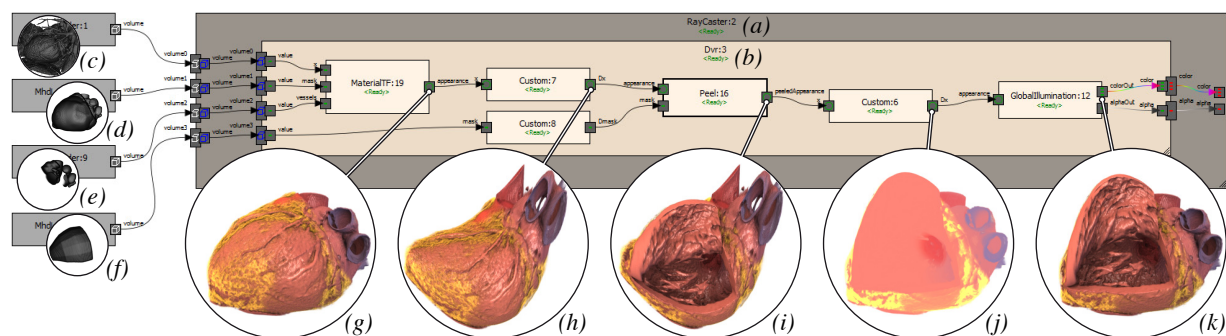 RayCaster:2 (a)
<Ready>
der:1
volume
volume0
volume0
value
Dvr:3 (b)
<Ready>
(c)
x
MaterialTF:19
<Ready>
appearance
x
Custom:7
<Ready>
Dx
appearance
Peel:16
<Ready>
peeledAppearance
x
Custom:6
<Ready>
Dx
appearance
GlobalIllumination:12
<Ready>
colorOut
color
color
alphaOut
alpha
alpha
Mhd
volume
volume1
volume1
value
mask
(d)
volume2
volume2
value
vessels
mask
volume3
volume3
value
mask
Custom:8
<Ready>
Dmask
der:9
volume
(e)
Mhd
volume
(f)
(g)
(h)
(i)
(j)
(k)